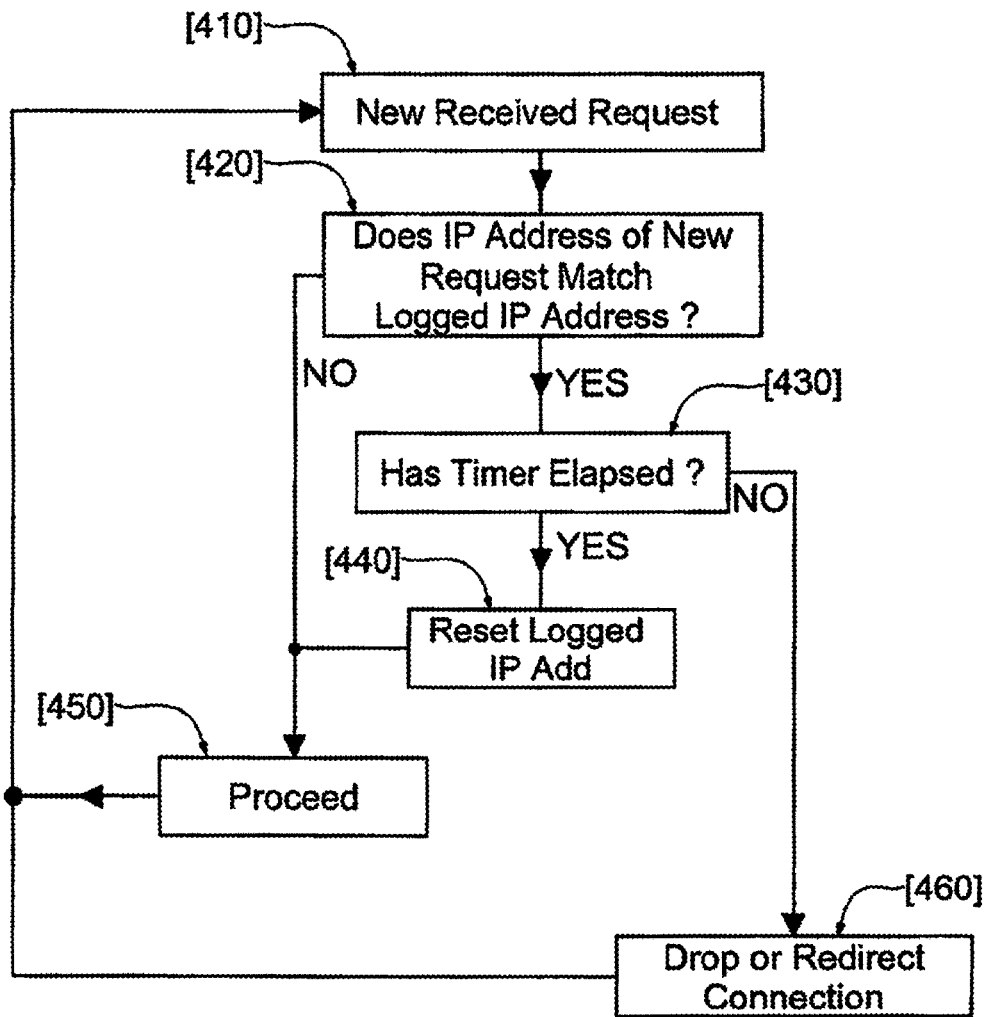 [410]
New Received Request
[420]
Does IP Address of New
Request Match
Logged IP Address ?
NO
YES
[430]
Has Timer Elapsed ?
NO
YES
[440]
Reset Logged
IP Add
[450]
Proceed
[460]
Drop or Redirect
Connection